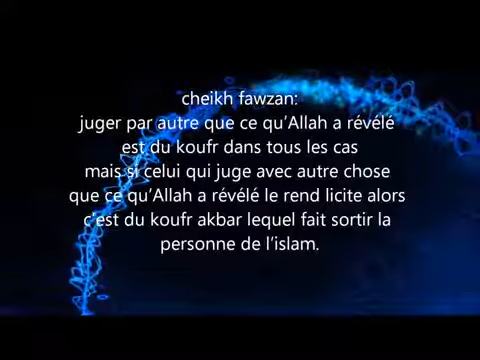 cheikh fawzan:
juger par autre que ce qu'Allah a révélé
est du koufr dans tous les cas
mais si celui qui juge avec autre chose
que ce qu'Allah a révélé le rend licite alors
c'est du koufr akbar lequel fait sortir la
personne de l'islam.